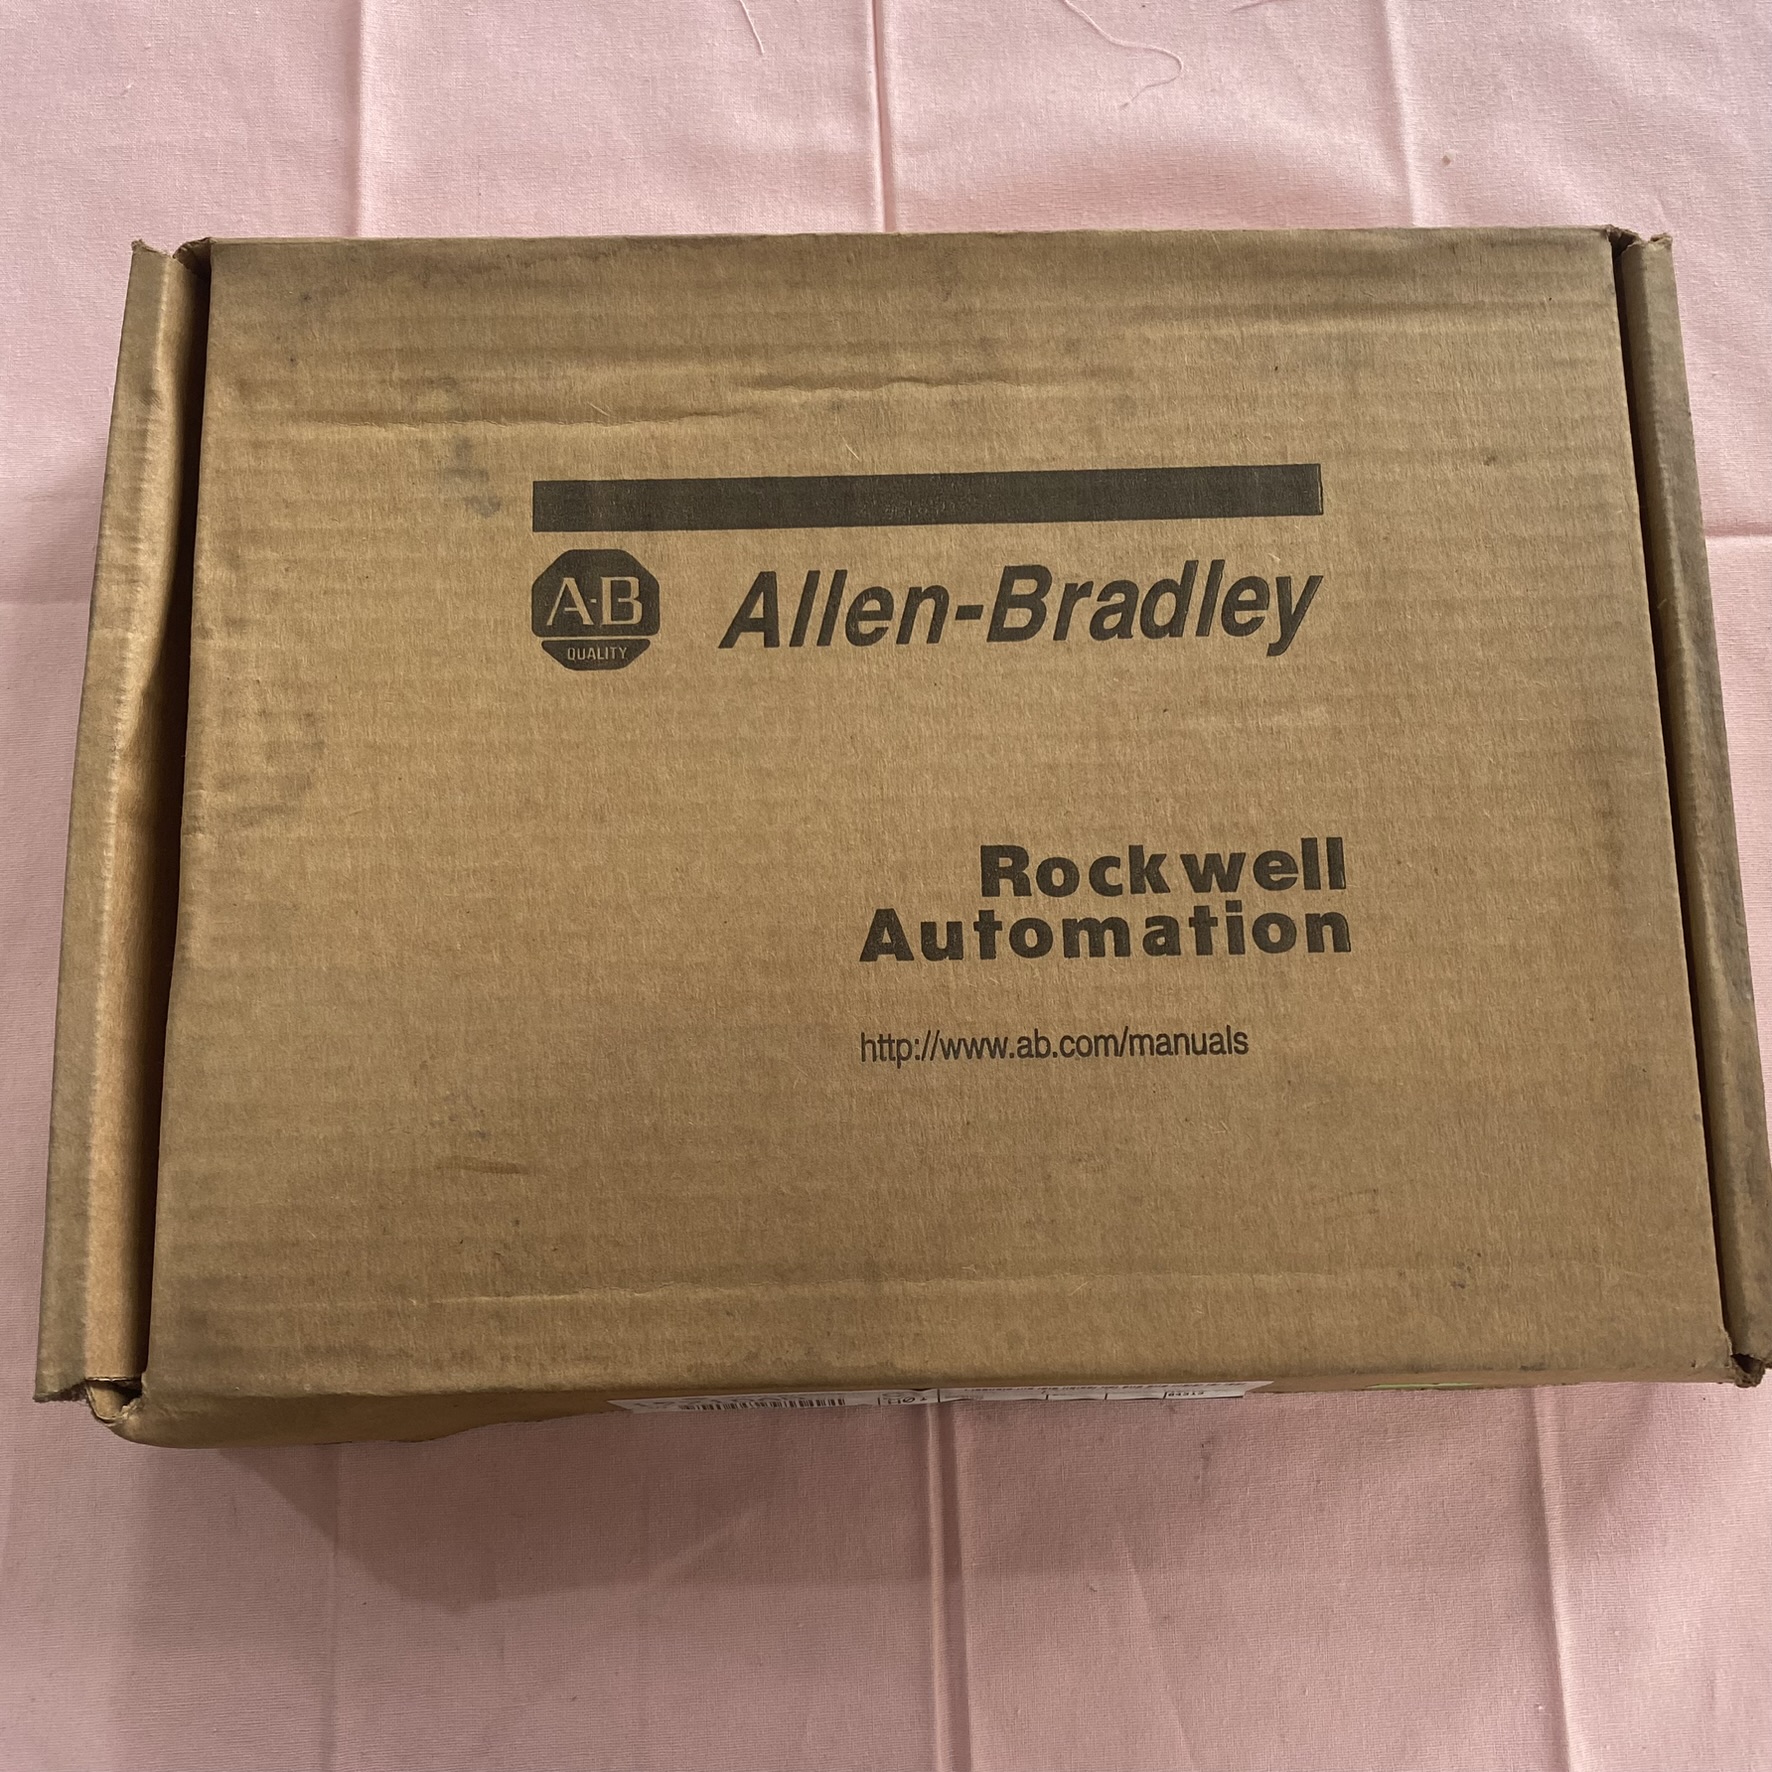 A-B
QUALITY
Allen-Bradley
Rockwell
Automation
http://www.ab.com/manuals